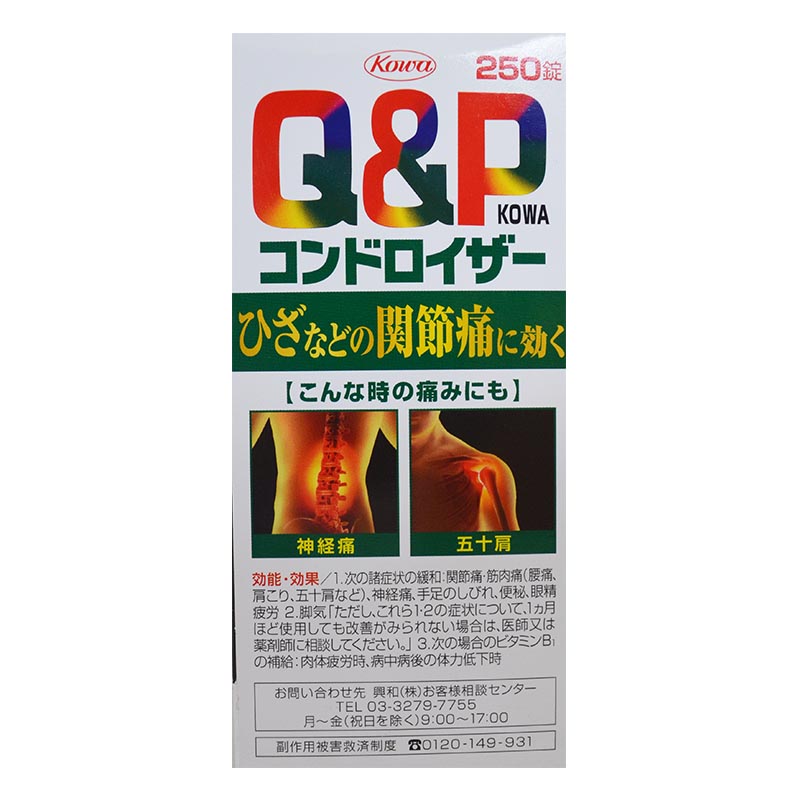 Kowa
250錠
Q&P
KOWA
コンドロイザー
ひざなどの関節痛に効く
【こんな時の痛みにも】
神経痛
五十肩
効能・効果/1.次の諸症状の緩和:関節痛・筋肉痛(腰痛、
肩こり、五十肩など)、神経痛、手足のしびれ、便秘、眼精
疲労 2.脚気「ただし、これら1・2の症状について、1ヵ月
ほど使用しても改善がみられない場合は、医師又は
薬剤師に相談してください。」 3.次の場合のビタミンB₁
の補給:肉体疲労時、病中病後の体力低下時
お問い合わせ先 興和(株)お客様相談センター
TEL 03-3279-7755
月〜金(祝日を除く)9:00〜17:00
副作用被害救済制度 ☎0120-149-931